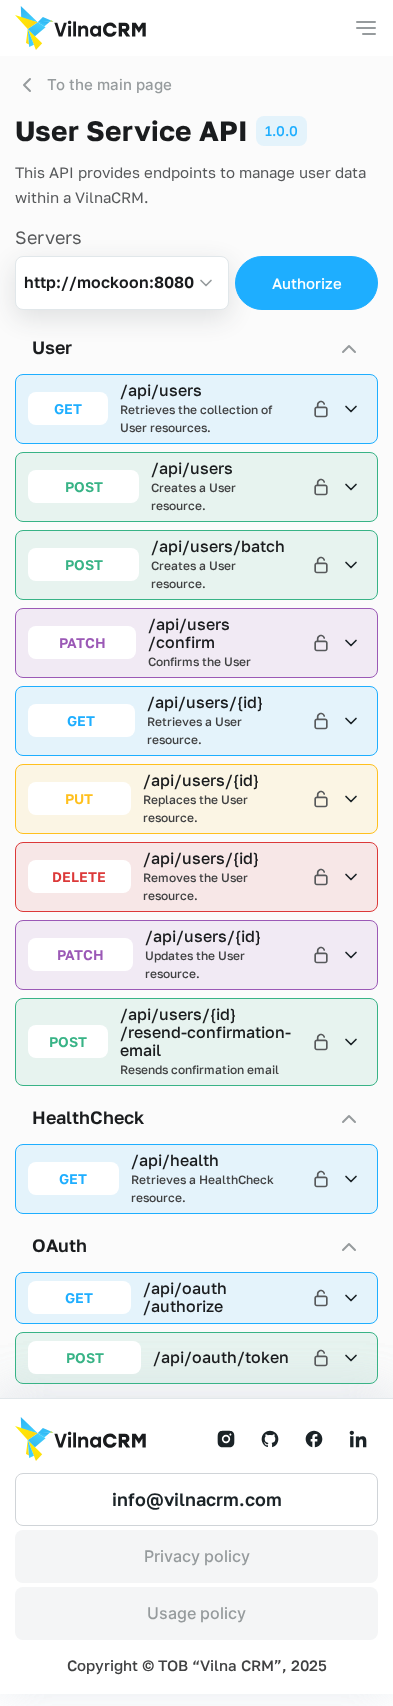 VilnaCRM
To the main page
User Service API 1.0.0
This API provides endpoints to manage user data
within a VilnaCRM.
Servers
http://mockoon:8080 Authorize
User
GET
/api/users
Retrieves the collection of
User resources.
POST
/api/users
Creates a User
resource.
POST
/api/users/batch
Creates a User
resource.
PATCH
/api/users
/confirm
Confirms the User
GET
/api/users/{id}
Retrieves a User
resource.
PUT
/api/users/{id}
Replaces the User
resource.
DELETE
/api/users/{id}
Removes the User
resource.
PATCH
/api/users/{id}
Updates the User
resource.
POST
/api/users/{id}
/resend-confirmation-
email
Resends confirmation email
HealthCheck
GET
/api/health
Retrieves a HealthCheck
resource.
OAuth
GET
/api/oauth
/authorize
POST
/api/oauth/token
VilnaCRM
info@vilnacrm.com
Privacy policy
Usage policy
Copyright © ТОВ “Vilna CRM”, 2025